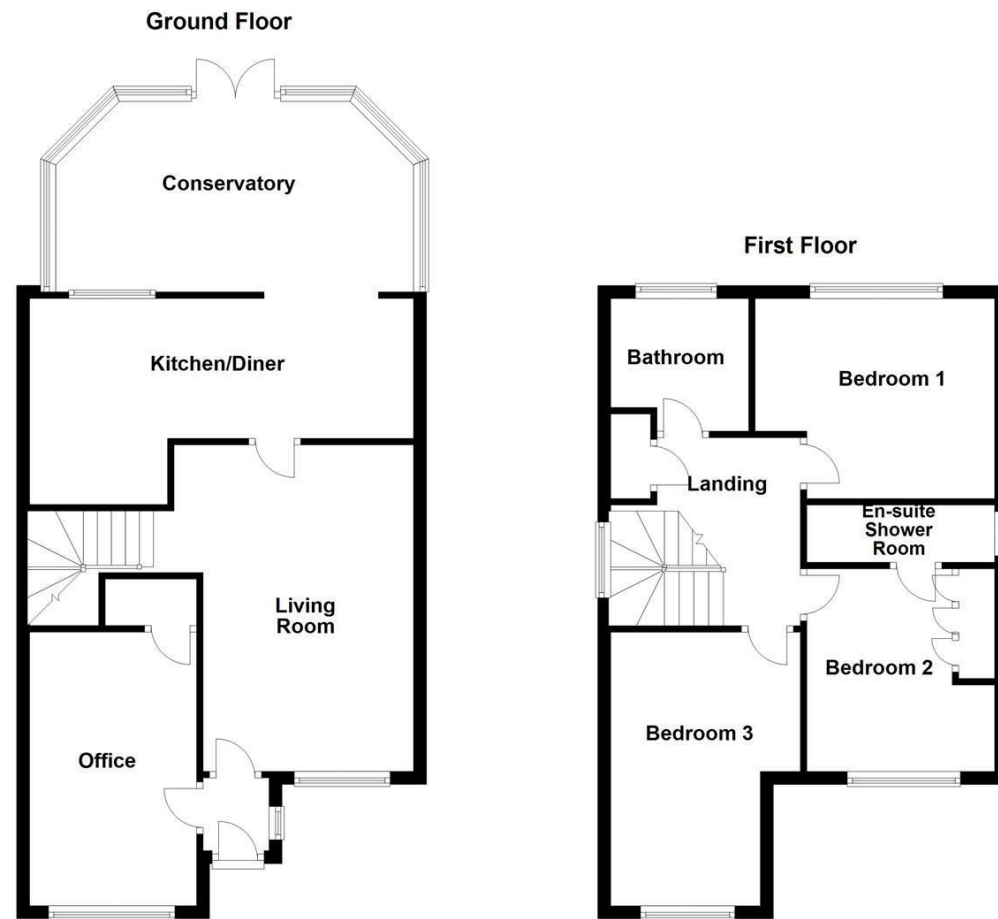 Ground Floor
Conservatory
Kitchen/Diner
Living
Room
Office
First Floor
Bathroom
Bedroom 1
Landing
En-suite
Shower
Room
Bedroom 2
Bedroom 3